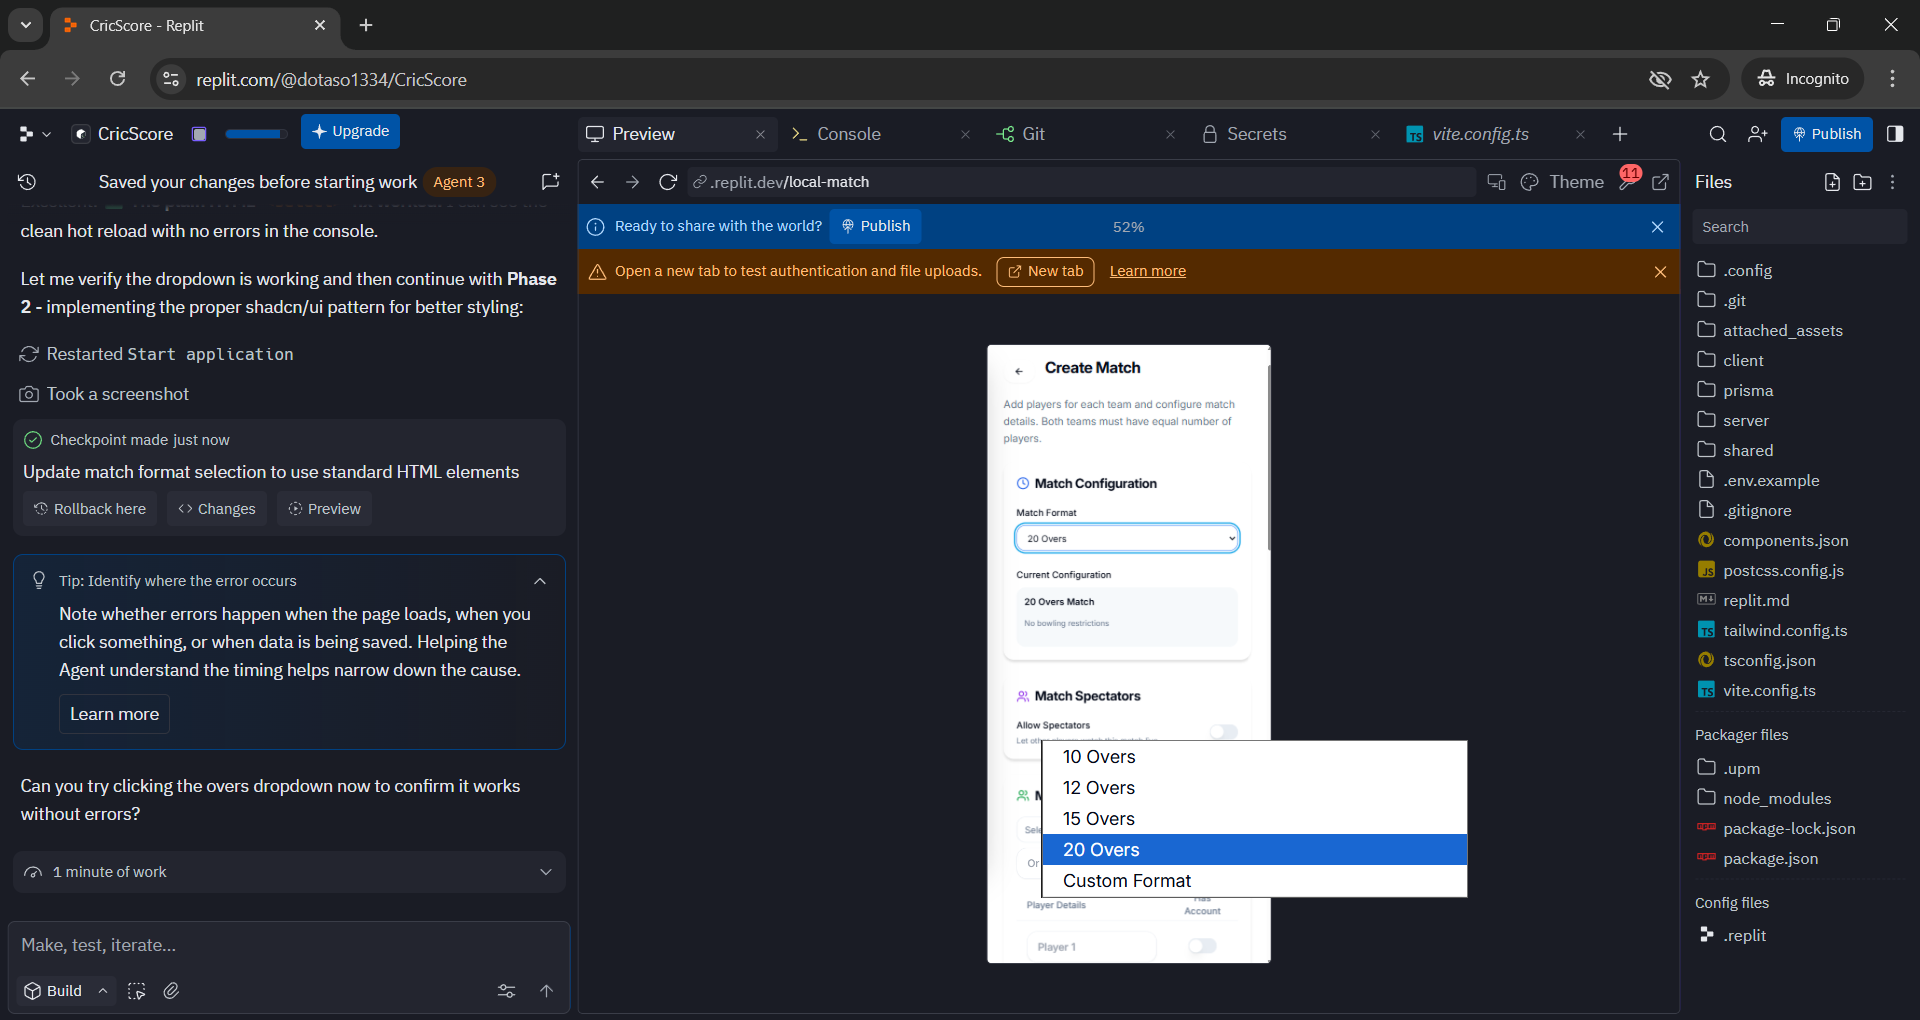 CricScore - Replit
replit.com/@dotaso1334/CricScore
Incognito
CricScore
Upgrade
Preview
Console
Git
Secrets
vite.config.ts
Publish
Saved your changes before starting work
Agent 3
.replit.dev/local-match
Theme
11
Files
clean hot reload with no errors in the console.
Ready to share with the world?
Publish
52%
Search
Open a new tab to test authentication and file uploads.
New tab
Learn more
Let me verify the dropdown is working and then continue with Phase
2 - implementing the proper shadcn/ui pattern for better styling:
Restarted Start application
Took a screenshot
Checkpoint made just now
Update match format selection to use standard HTML elements
Rollback here
Changes
Preview
Tip: Identify where the error occurs
Note whether errors happen when the page loads, when you
click something, or when data is being saved. Helping the
Agent understand the timing helps narrow down the cause.
Learn more
Can you try clicking the overs dropdown now to confirm it works
without errors?
1 minute of work
Make, test, iterate...
Build
Create Match
Add players for each team and configure match
details. Both teams must have equal number of
players.
Match Configuration
Match Format
20 Overs
Current Configuration
20 Overs Match
No bowling restrictions
Match Spectators
Allow Spectators
10 Overs
12 Overs
15 Overs
20 Overs
Custom Format
Or
Player Details
Account
Player 1
.config
.git
attached_assets
client
prisma
server
shared
.env.example
.gitignore
components.json
JS postcss.config.js
M↓ replit.md
TS tailwind.config.ts
tsconfig.json
TS vite.config.ts
Packager files
.upm
node_modules
package-lock.json
package.json
Config files
.replit